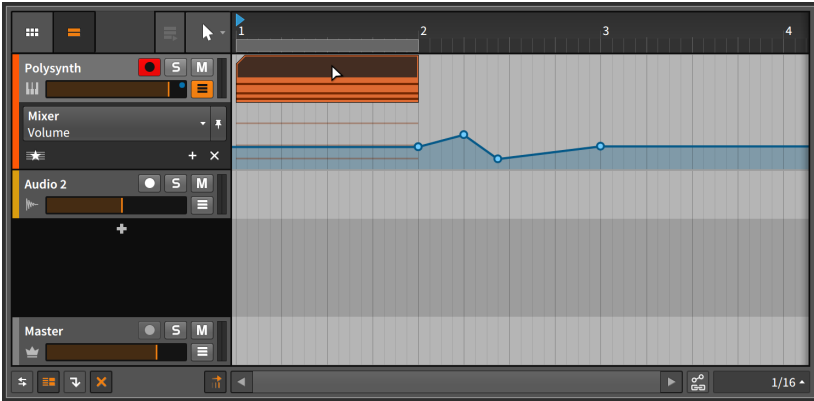 1 2 3 4
Polysynth S M
Mixer
Volume
Audio 2 S M
Master S M
1/16